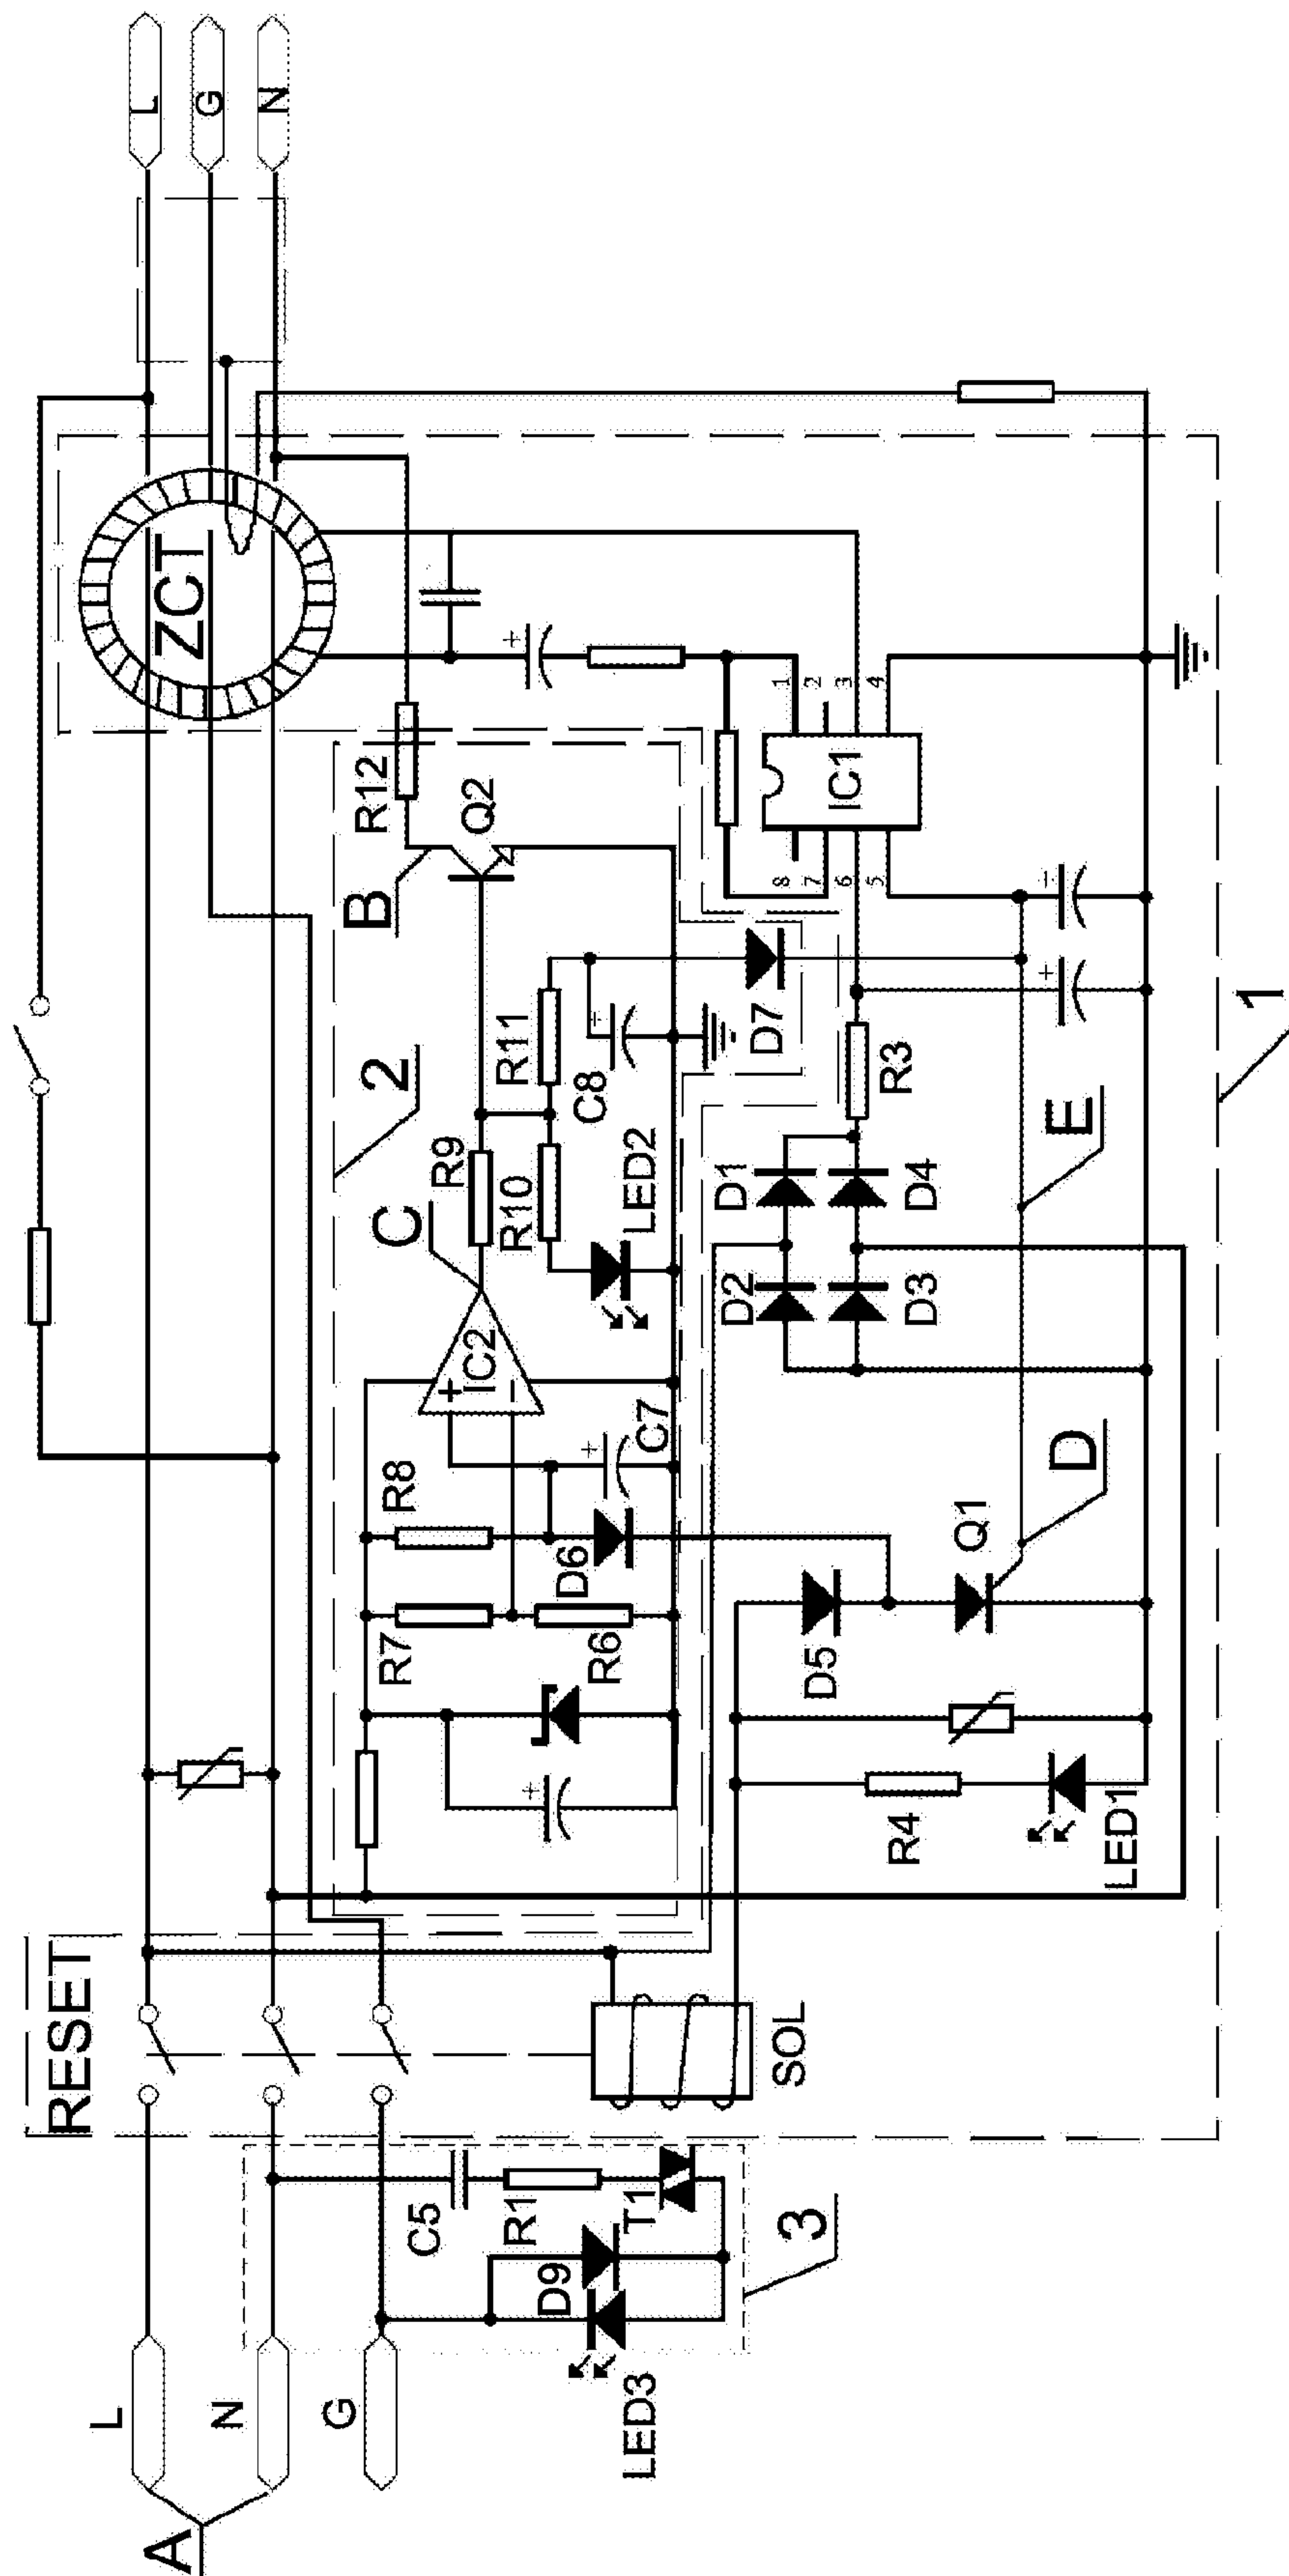 L
G
N
ZCT
R12
Q2
B
8
7
6
5
1
2
3
4
IC1
2
R9
R11
C8
D7
R3
C
R10
LED2
1
E
IC2
+
−
D1
D4
D2
D3
R8
D6
C7
R7
R6
D5
Q1
D
R4
LED1
RESET
SOL
C5
R1
T1
D9
LED3
3
L
N
G
A
+
+
+
+
+